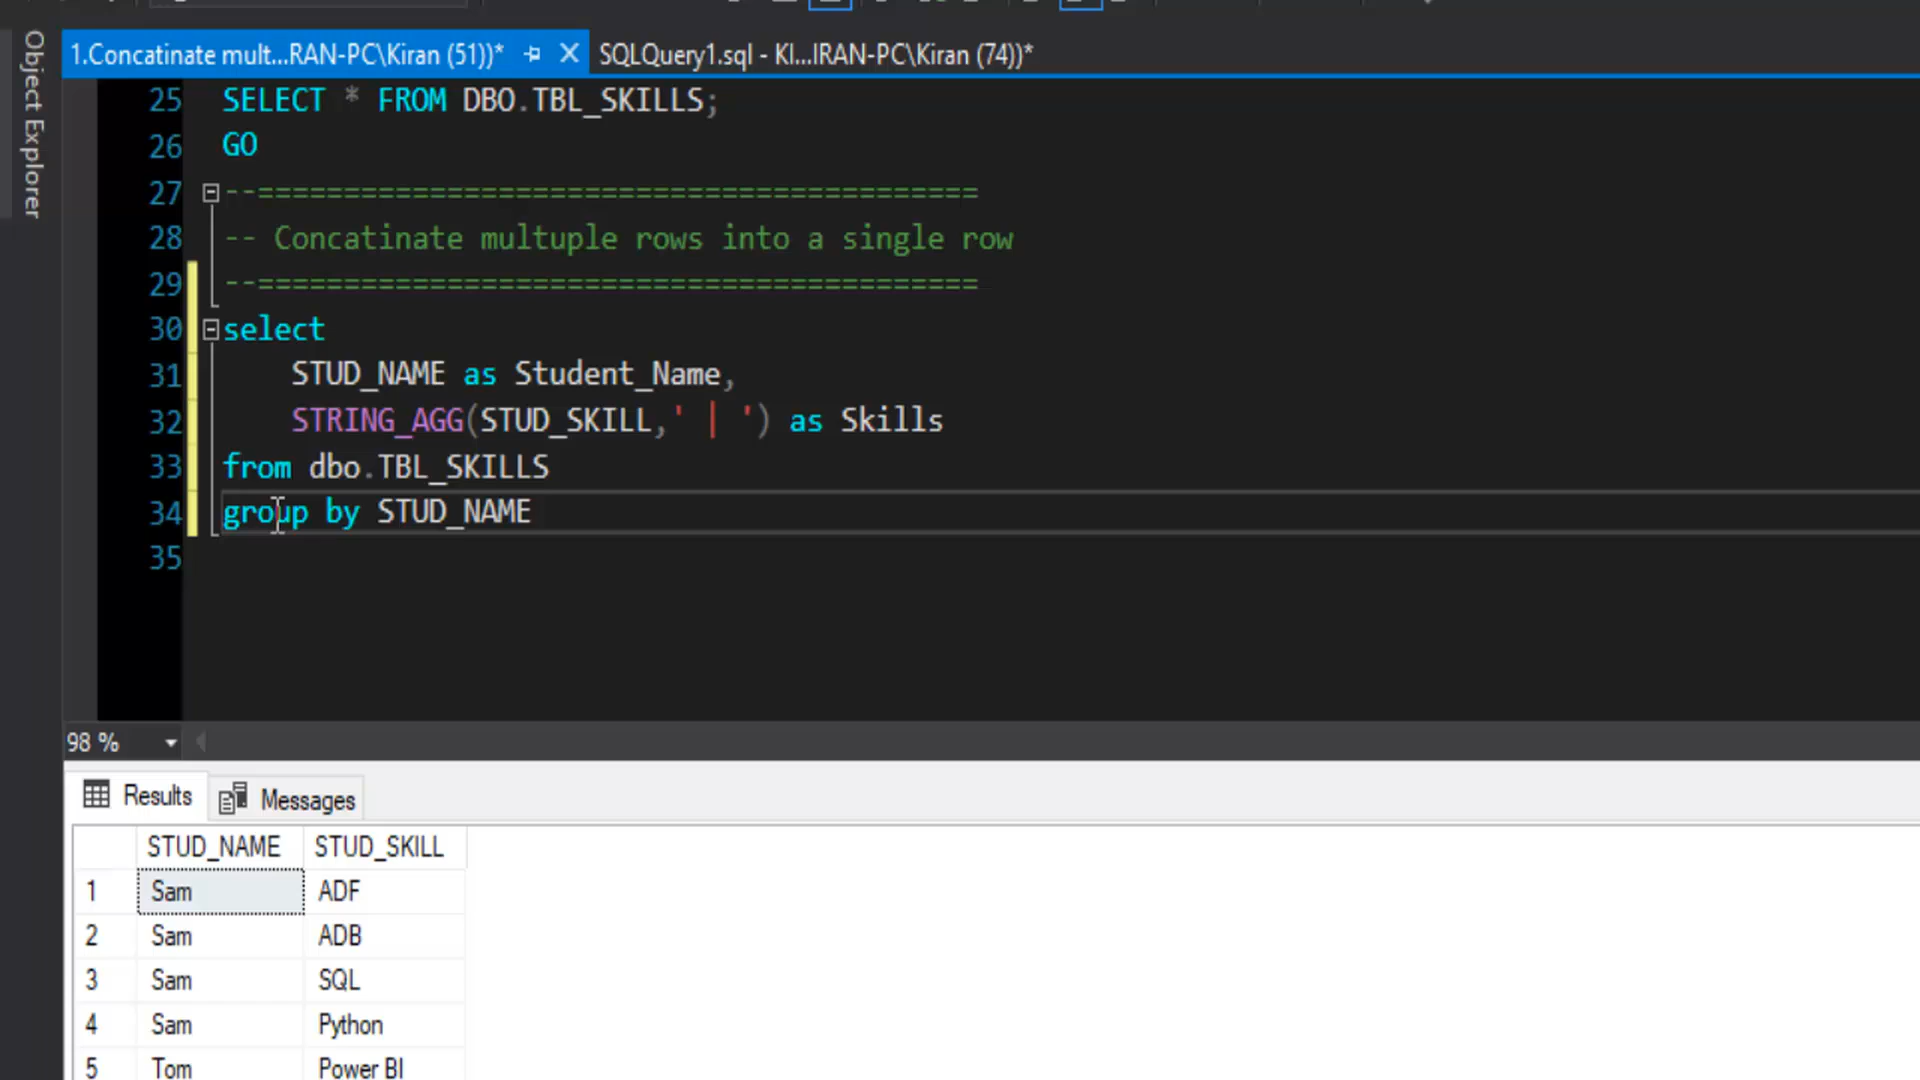 Object Explorer
1.Concatinate mult...RAN-PC\Kiran (51))* SQLQuery1.sql - KI...IRAN-PC\Kiran (74))*
25 SELECT * FROM DBO.TBL_SKILLS;
26 GO
27 --==========================================
28 -- Concatinate multuple rows into a single row
29 --==========================================
30 select
31 STUD_NAME as Student_Name,
32 STRING_AGG(STUD_SKILL,' | ') as Skills
33 from dbo.TBL_SKILLS
34 group by STUD_NAME
35
98 %
Results Messages
STUD_NAME STUD_SKILL
1 Sam ADF
2 Sam ADB
3 Sam SQL
4 Sam Python
5 Tom Power BI